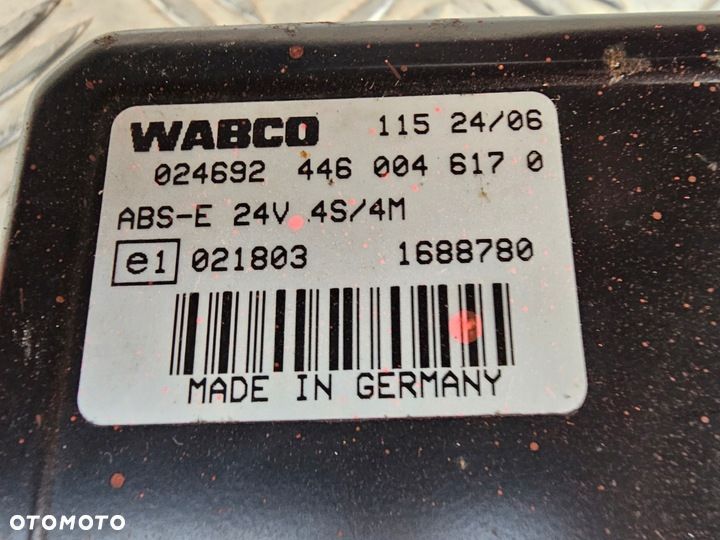 WABCO 115 24/06
024692 446 004 617 0
ABS-E 24V 4S/4M
e1 021803 1688780
MADE IN GERMANY
OTOMOTO